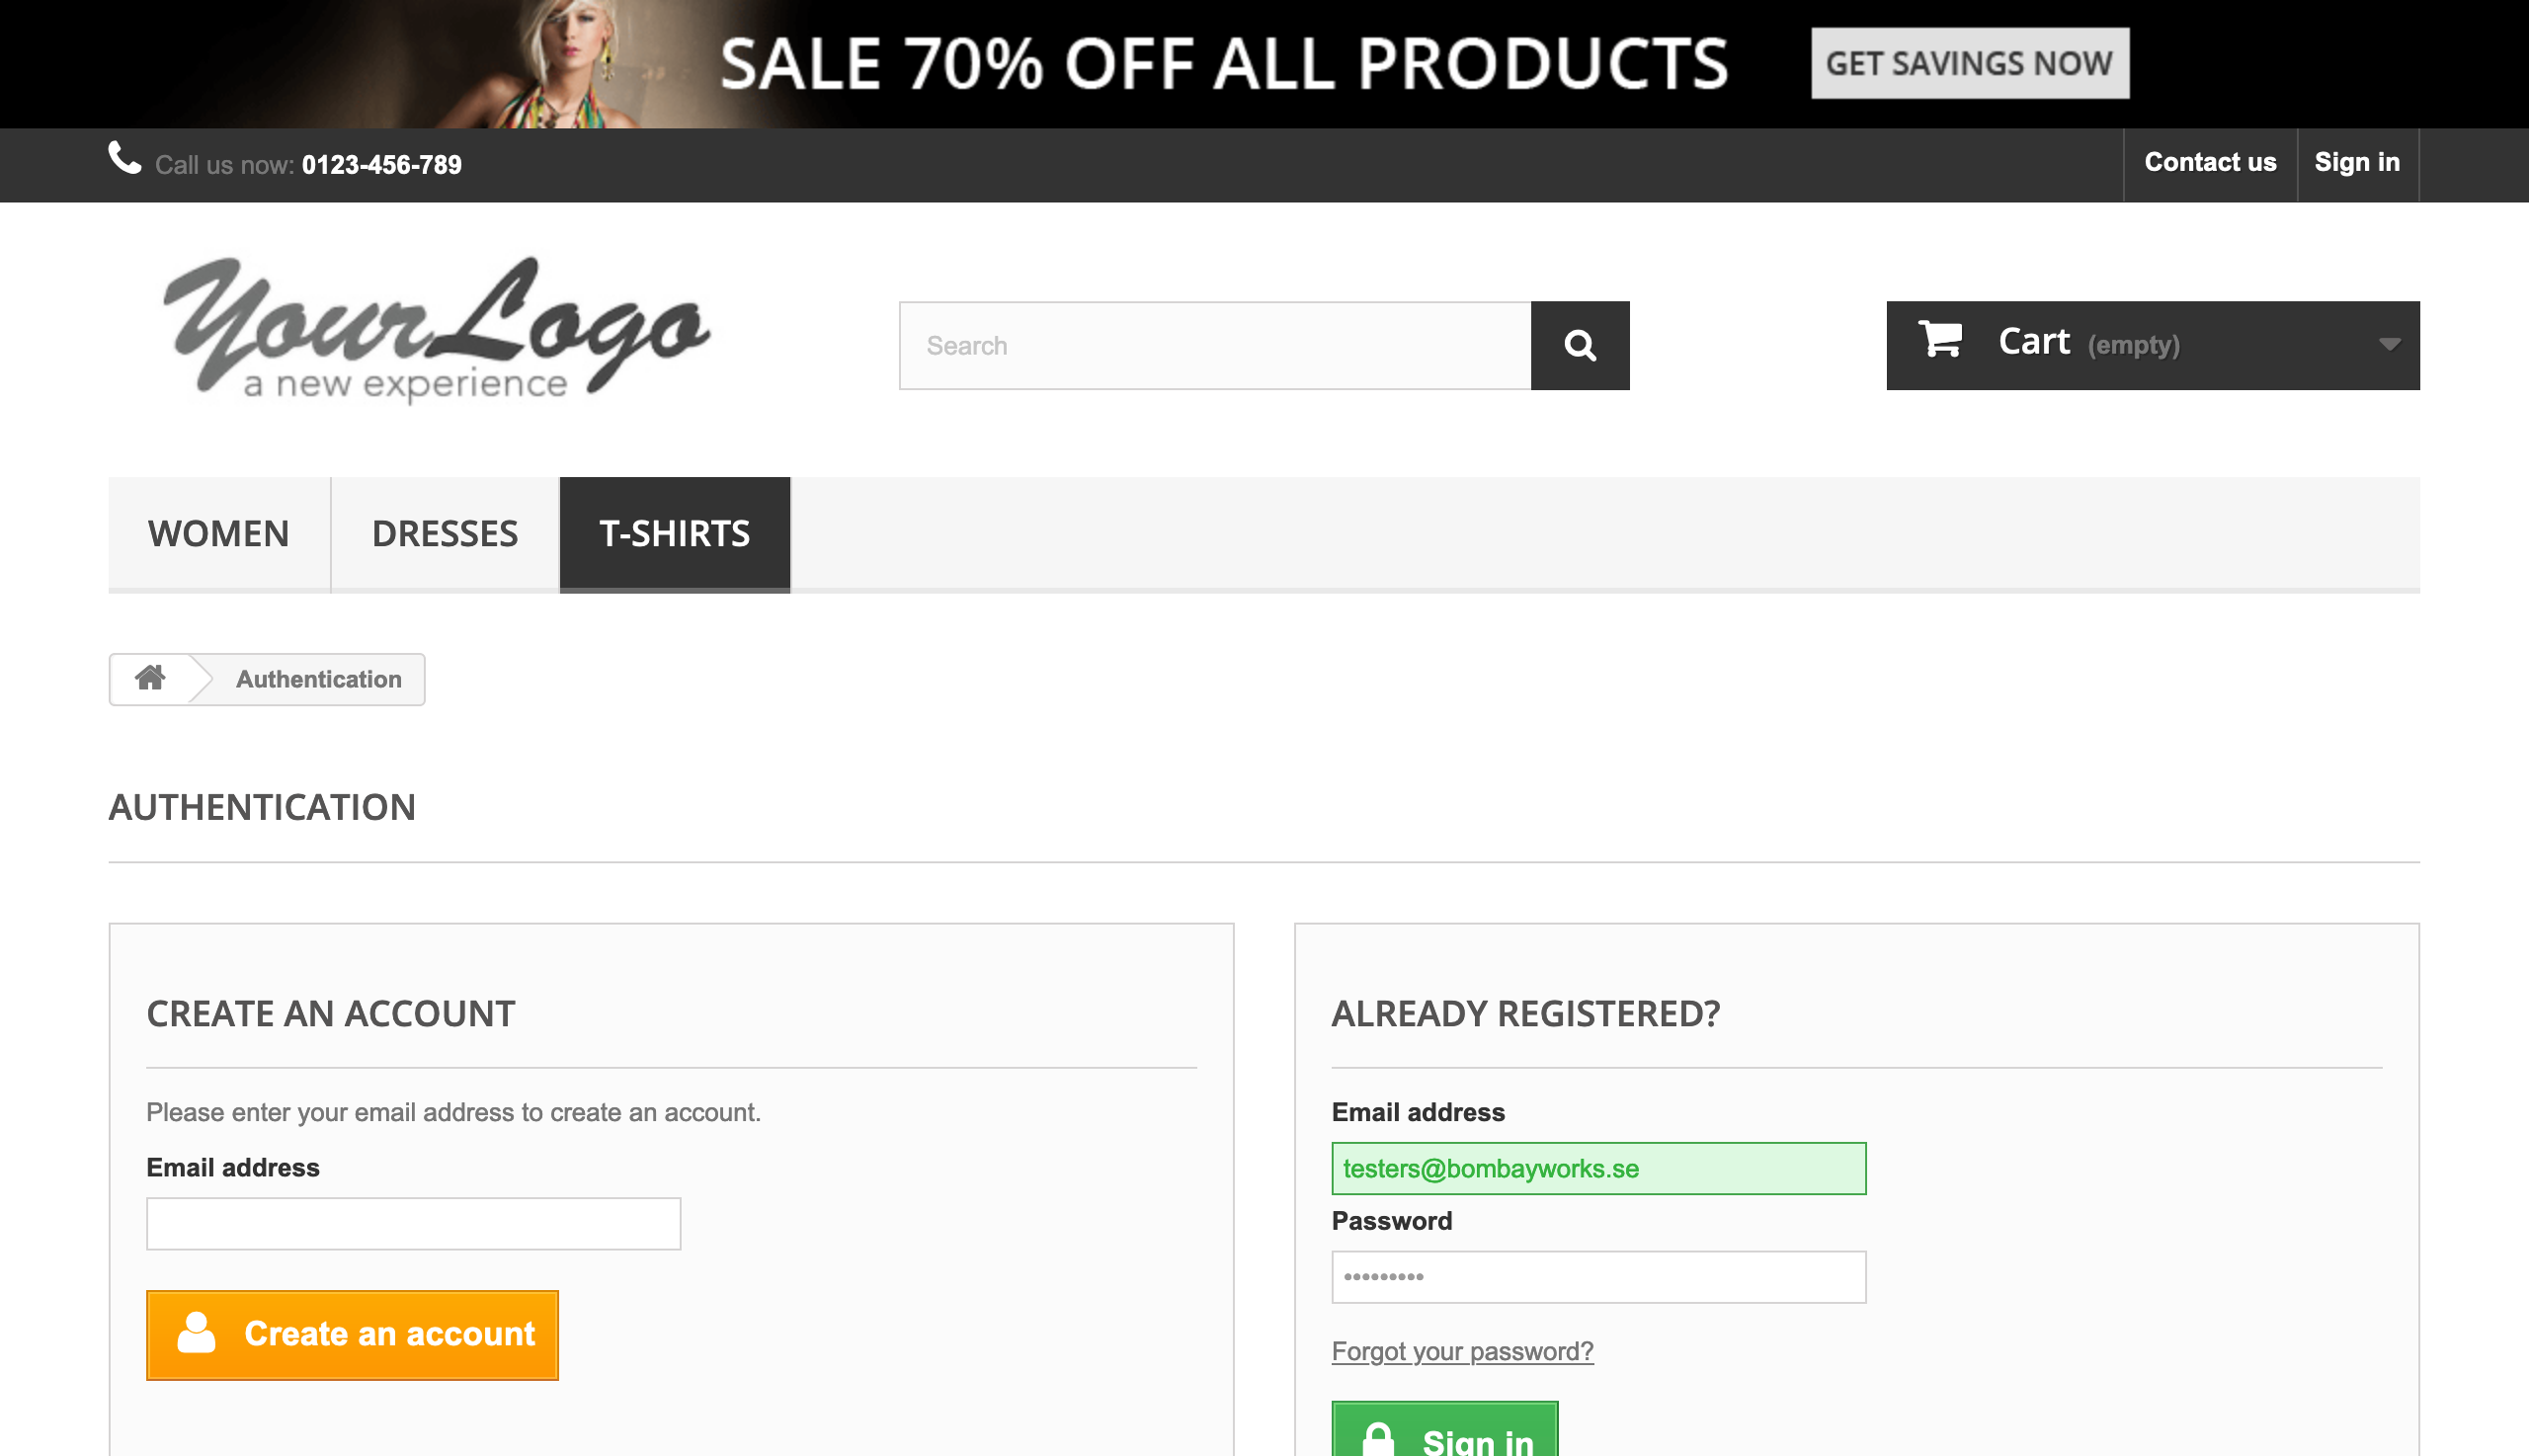 SALE 70% OFF ALL PRODUCTS GET SAVINGS NOW
Call us now: 0123-456-789 Contact us Sign in
YourLogo
a new experience
Search
Cart (empty)
WOMEN DRESSES T-SHIRTS
Authentication
AUTHENTICATION
CREATE AN ACCOUNT
Please enter your email address to create an account.
Email address
Create an account
ALREADY REGISTERED?
Email address
testers@bombayworks.se
Password
•••••••••
Forgot your password?
Sign in